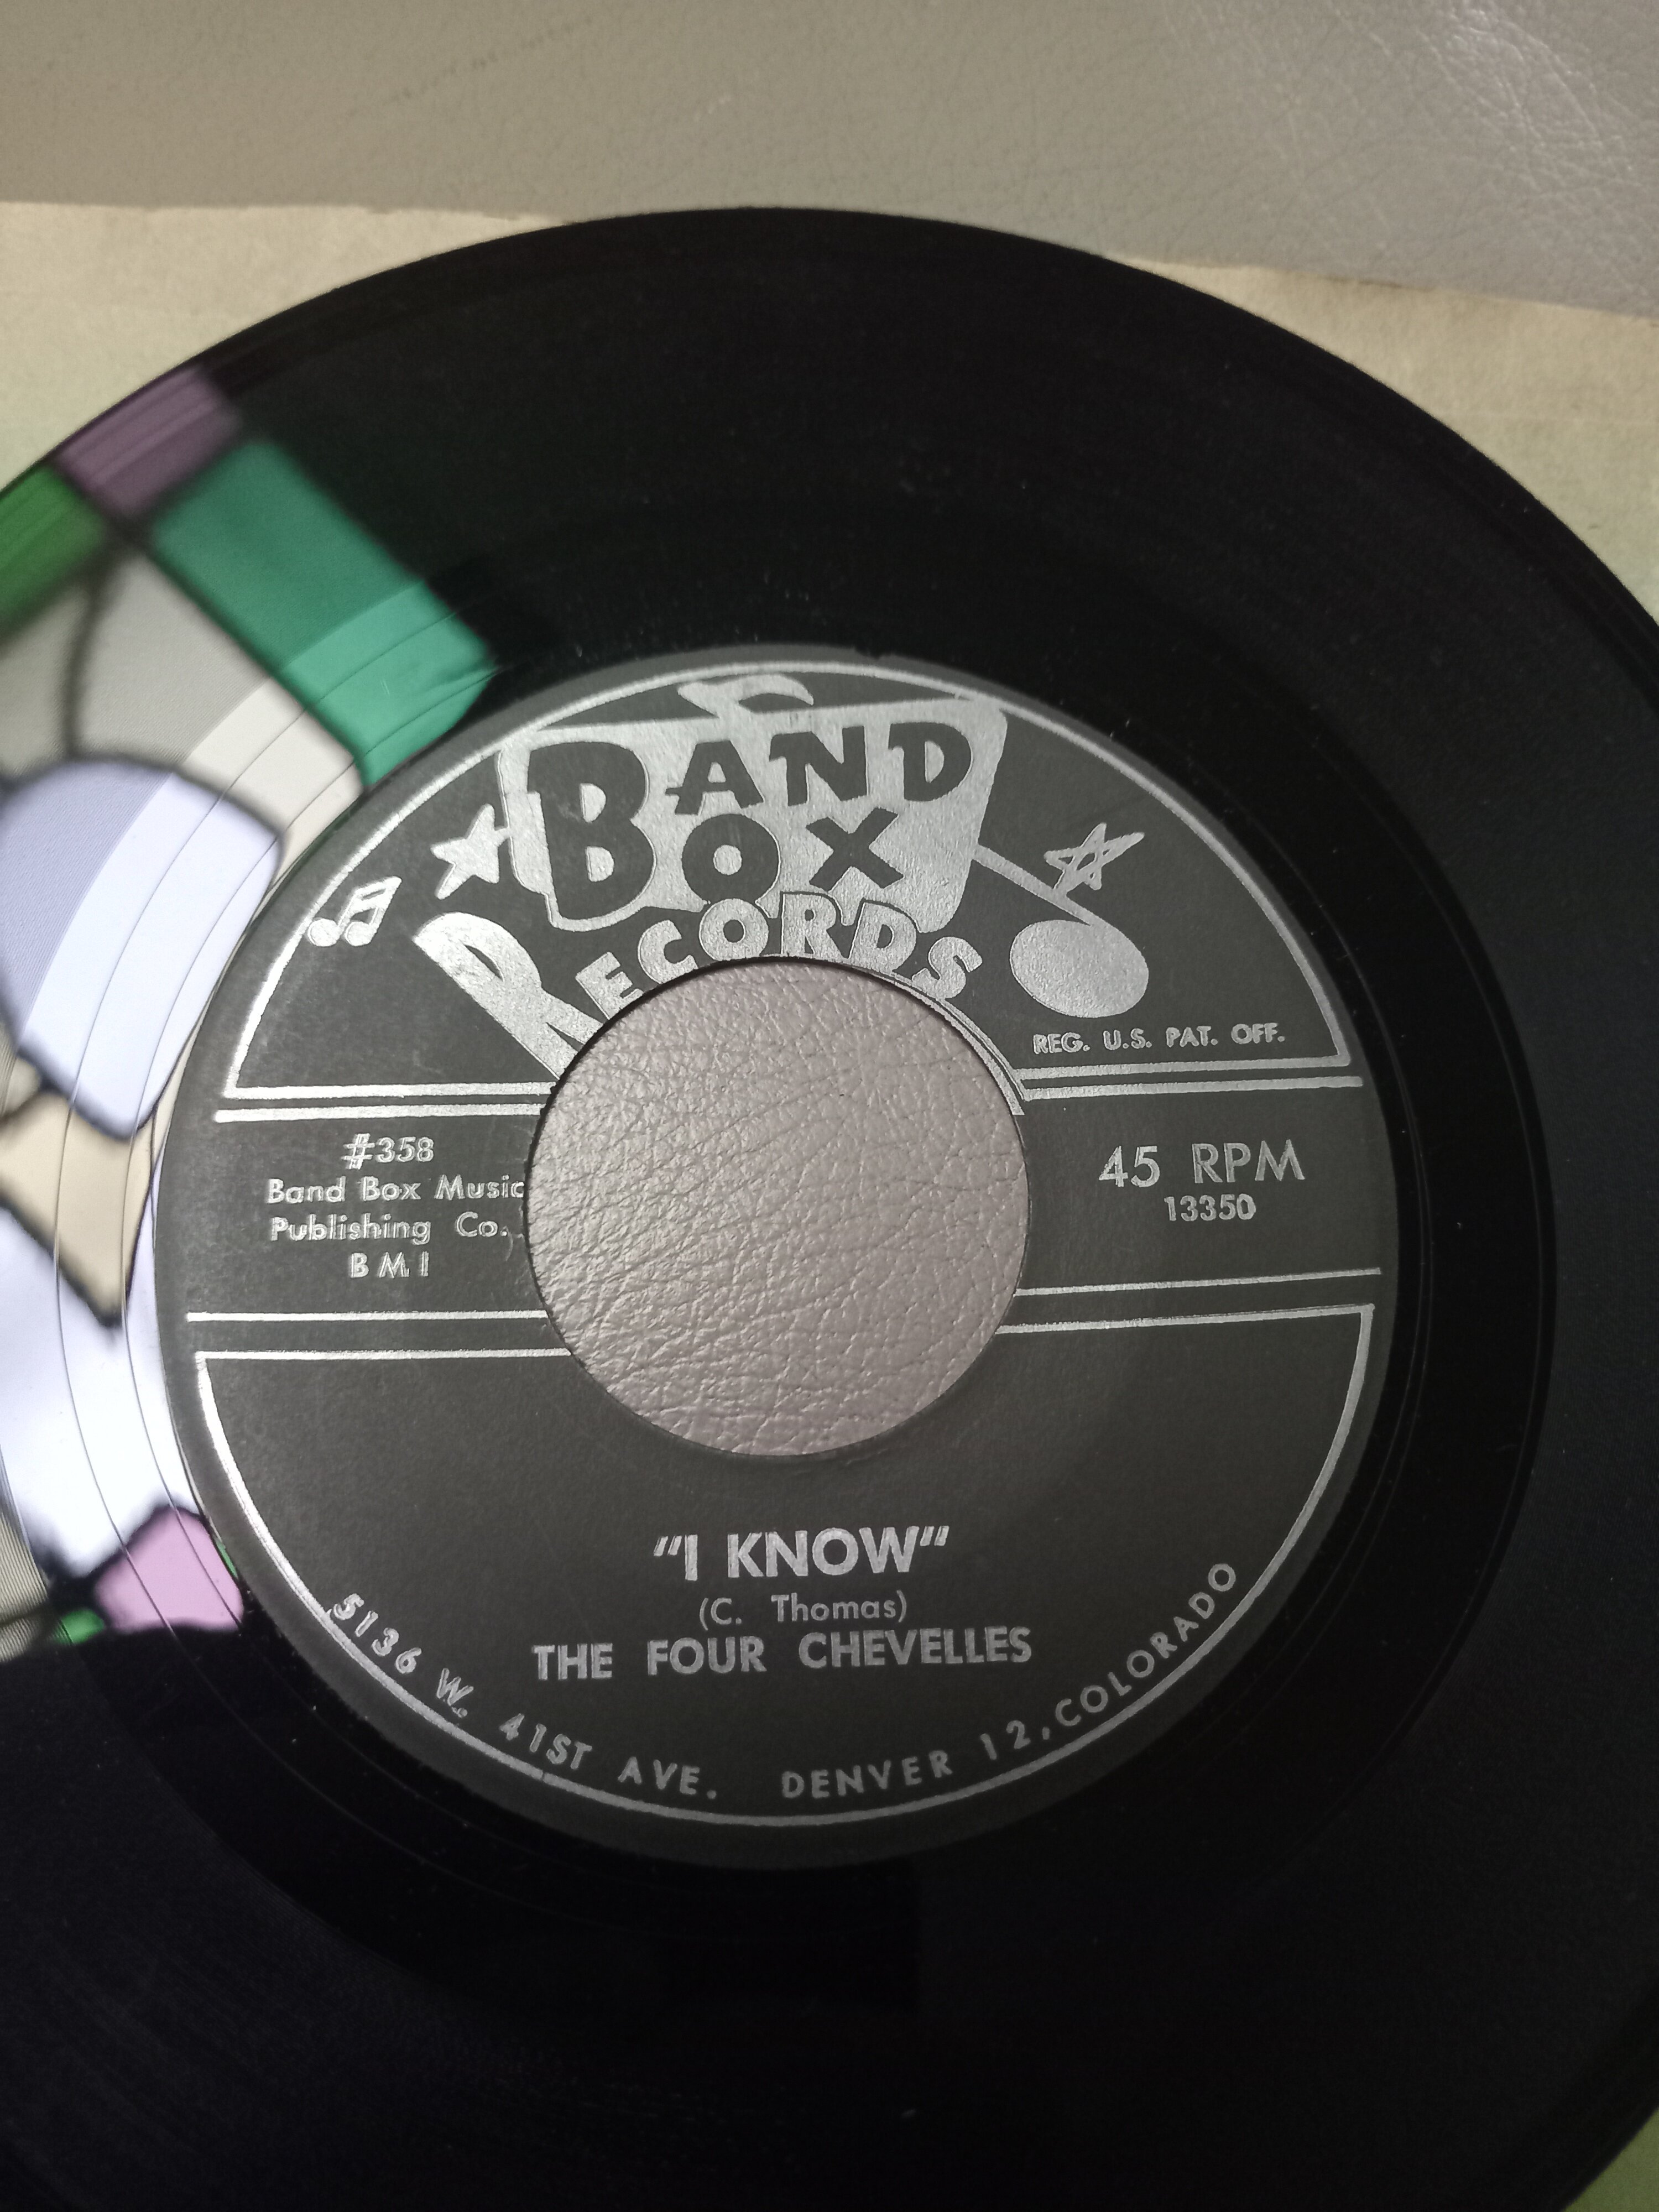 BAND
BOX
RECORDS
REG. U.S. PAT. OFF.
#358
Band Box Music
Publishing Co.
BMI
45 RPM
13350
"I KNOW"
(C. Thomas)
THE FOUR CHEVELLES
5136 W. 41ST AVE. DENVER 12, COLORADO